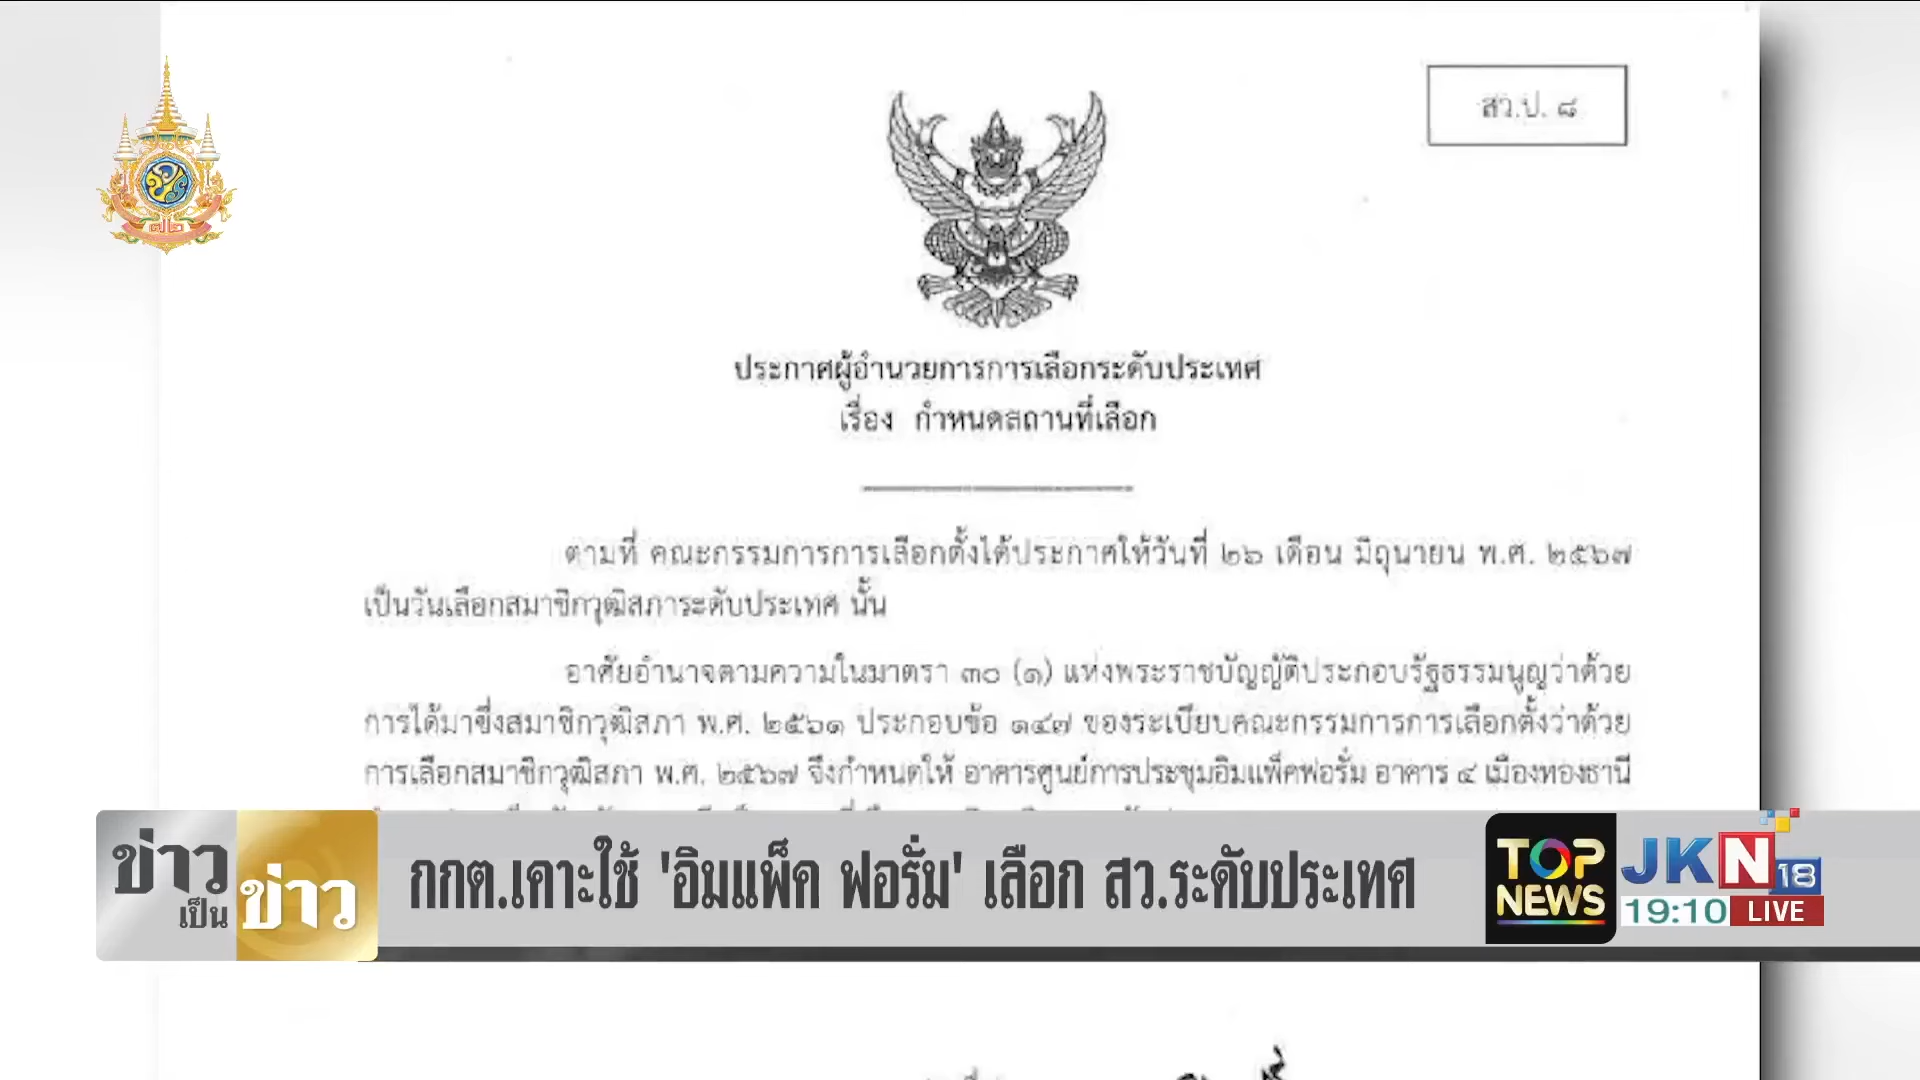 สว.ป. ๘
๗๒
ประกาศผู้อำนวยการการเลือกระดับประเทศ
เรื่อง กำหนดสถานที่เลือก
ตามที่ คณะกรรมการการเลือกตั้งได้ประกาศให้วันที่ ๒๖ เดือน มิถุนายน พ.ศ. ๒๕๖๗
เป็นวันเลือกสมาชิกวุฒิสภาระดับประเทศ นั้น
อาศัยอำนาจตามความในมาตรา ๓๐ (๑) แห่งพระราชบัญญัติประกอบรัฐธรรมนูญว่าด้วย
การได้มาซึ่งสมาชิกวุฒิสภา พ.ศ. ๒๕๖๑ ประกอบข้อ ๑๔๗ ของระเบียบคณะกรรมการการเลือกตั้งว่าด้วย
การเลือกสมาชิกวุฒิสภา พ.ศ. ๒๕๖๗ จึงกำหนดให้ อาคารศูนย์การประชุมอิมแพ็คฟอรั่ม อาคาร ๔ เมืองทองธานี
ข่าว
เป็น ข่าว
กกต.เคาะใช้ 'อิมแพ็ค ฟอรั่ม' เลือก สว.ระดับประเทศ
TOP NEWS
JKN 18
19:10 LIVE